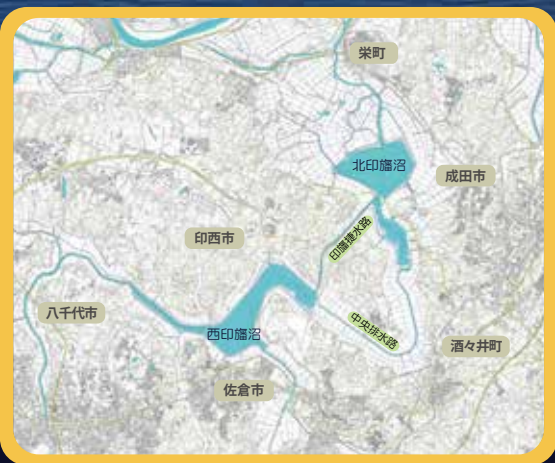 栄町
北印旛沼
成田市
印西市
印旛捷水路
八千代市
西印旛沼
中央排水路
酒々井町
佐倉市